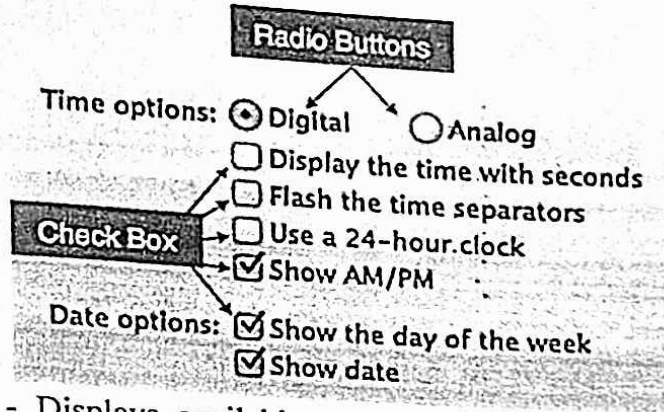 Radio Buttons
Time options: Digital Analog
Display the time with seconds
Flash the time separators
Check Box
Use a 24-hour clock
Show AM/PM
Date options: Show the day of the week
Show date
- Displays